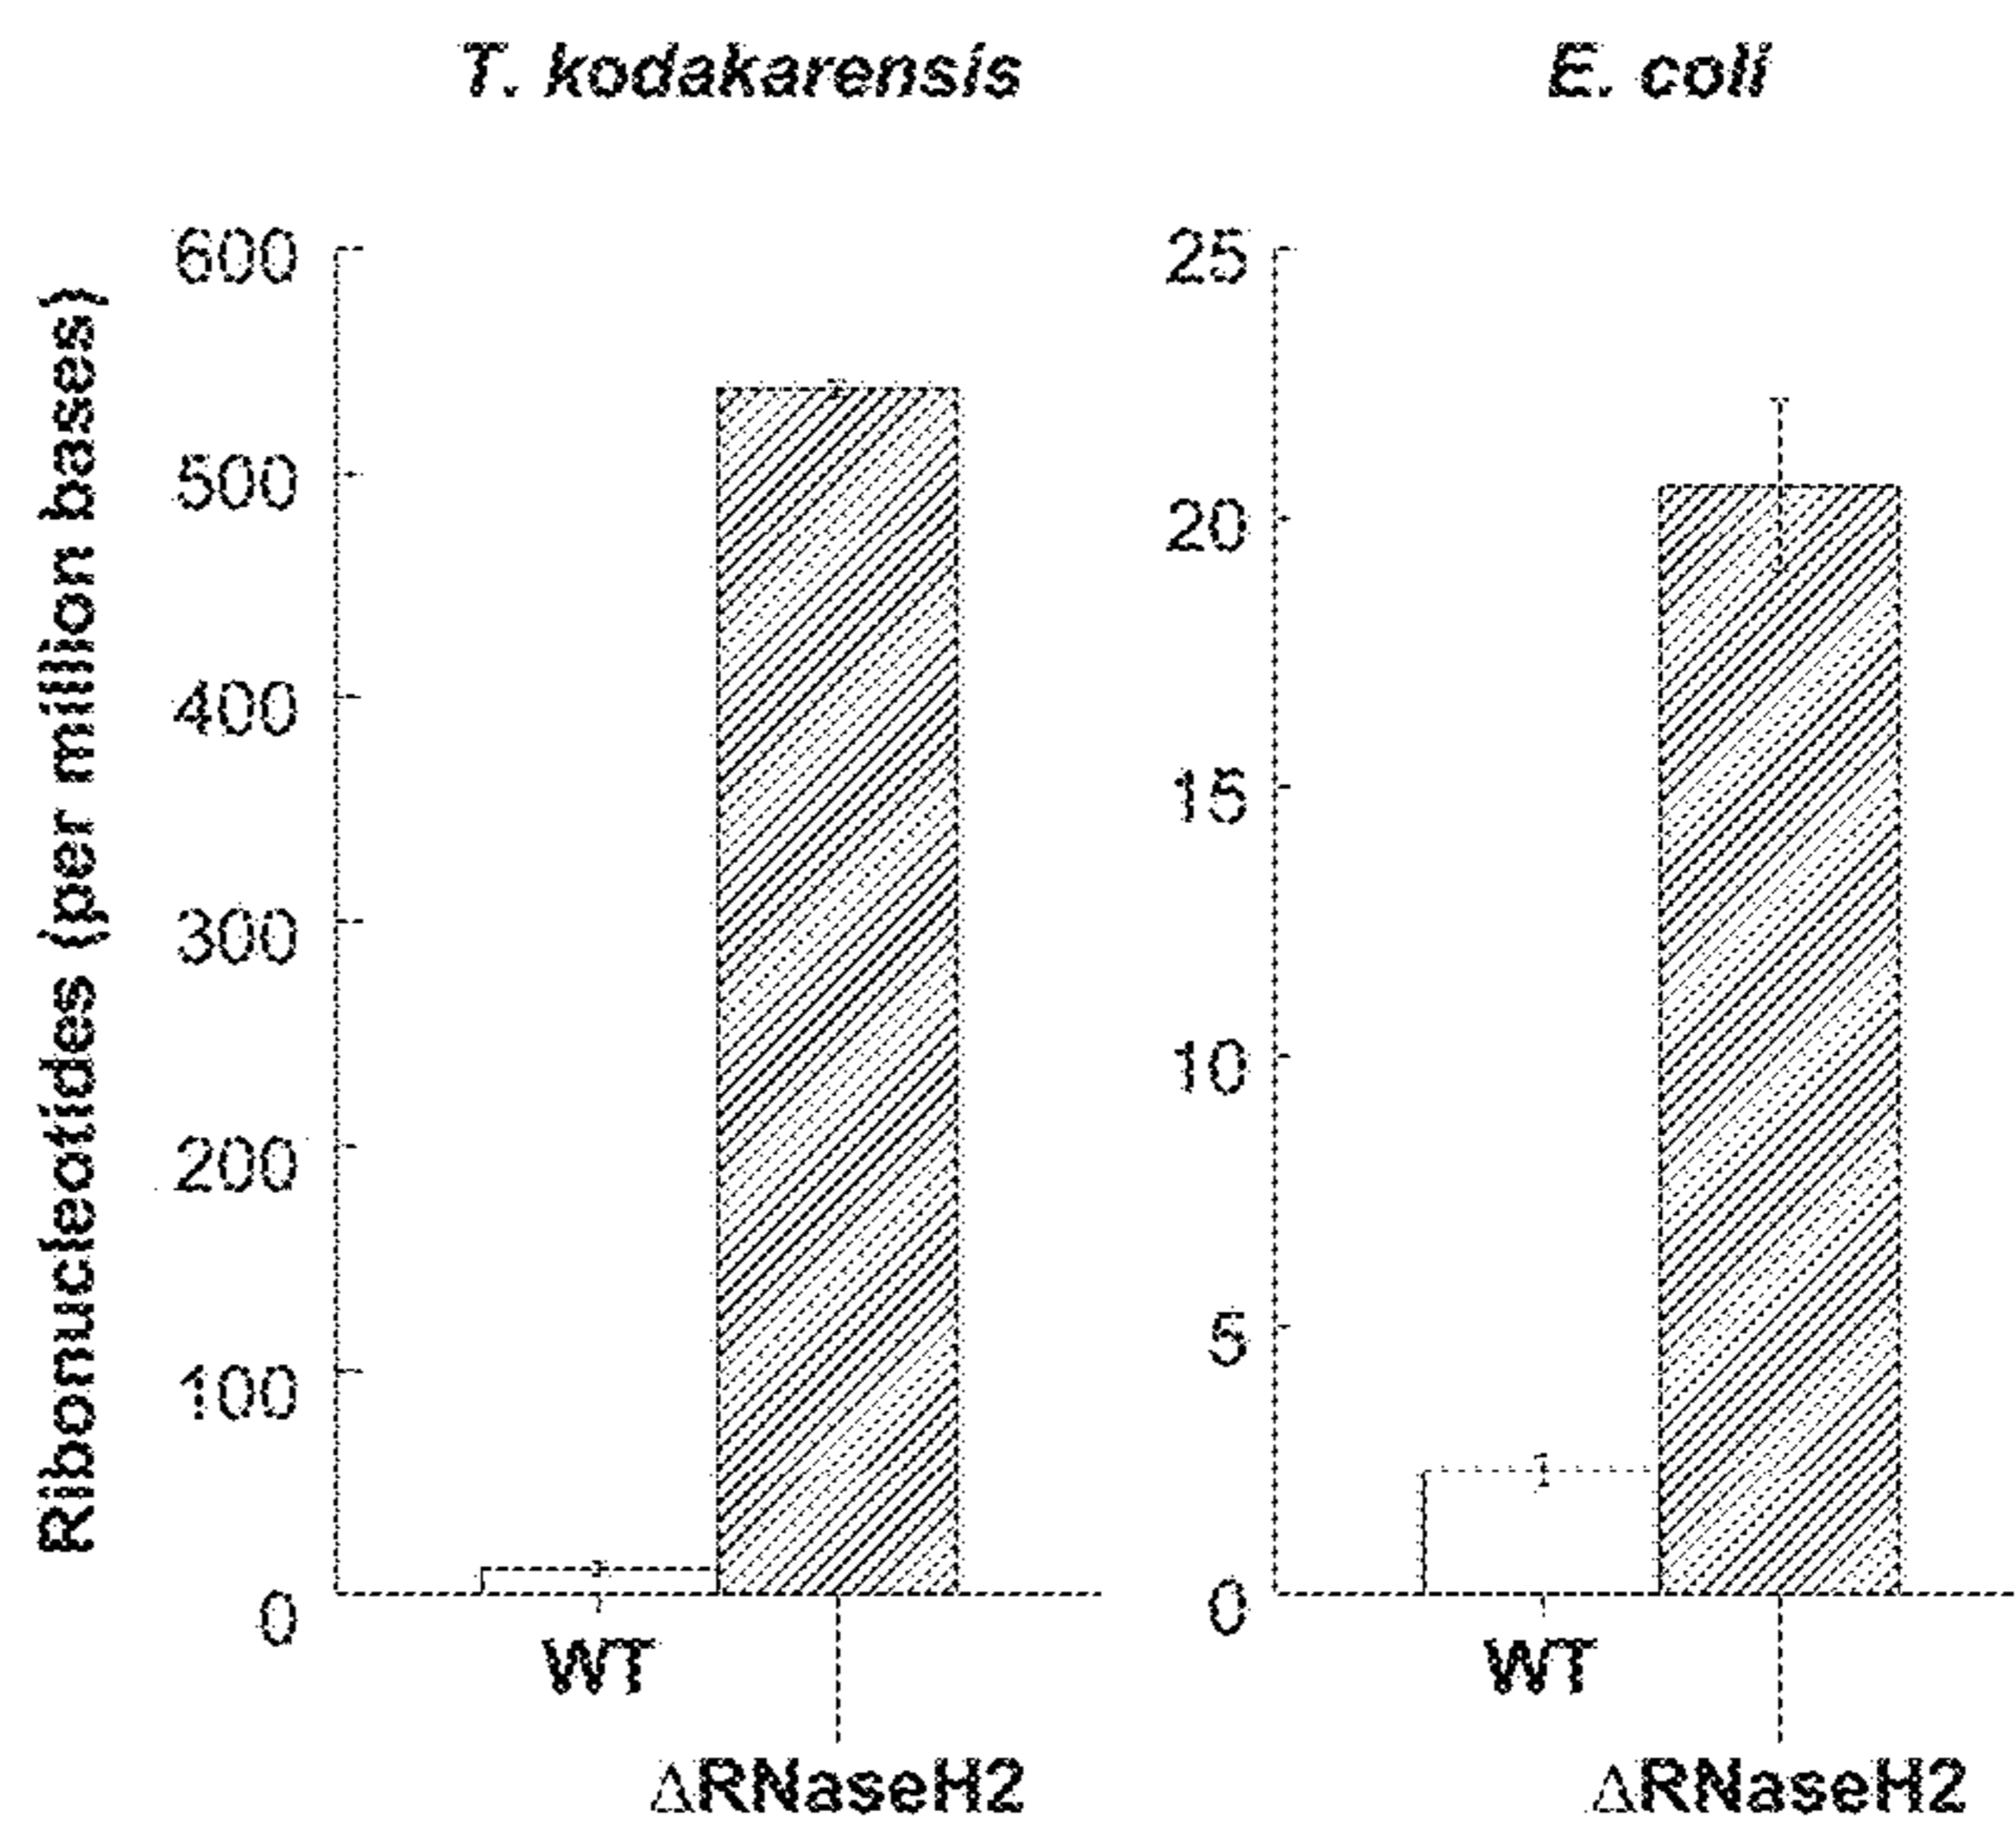 T. kodakarensis
E. coli
Ribonucleotides (per million bases)
600
500
400
300
200
100
0
WT
ΔRNaseH2
25
20
15
10
5
0
WT
ΔRNaseH2